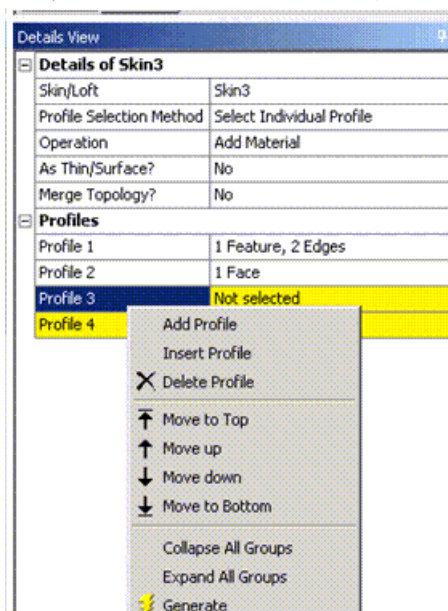 Details View
Details of Skin3
Skin/Loft Skin3
Profile Selection Method Select Individual Profile
Operation Add Material
As Thin/Surface? No
Merge Topology? No
Profiles
Profile 1 1 Feature, 2 Edges
Profile 2 1 Face
Profile 3 Not selected
Profile 4
Add Profile
Insert Profile
Delete Profile
Move to Top
Move up
Move down
Move to Bottom
Collapse All Groups
Expand All Groups
Generate